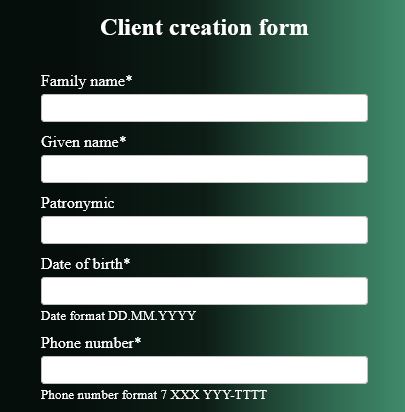 Client creation form
Family name*
Given name*
Patronymic
Date of birth*
Date format DD.MM.YYYY
Phone number*
Phone number format 7 XXX YYY-TTTT